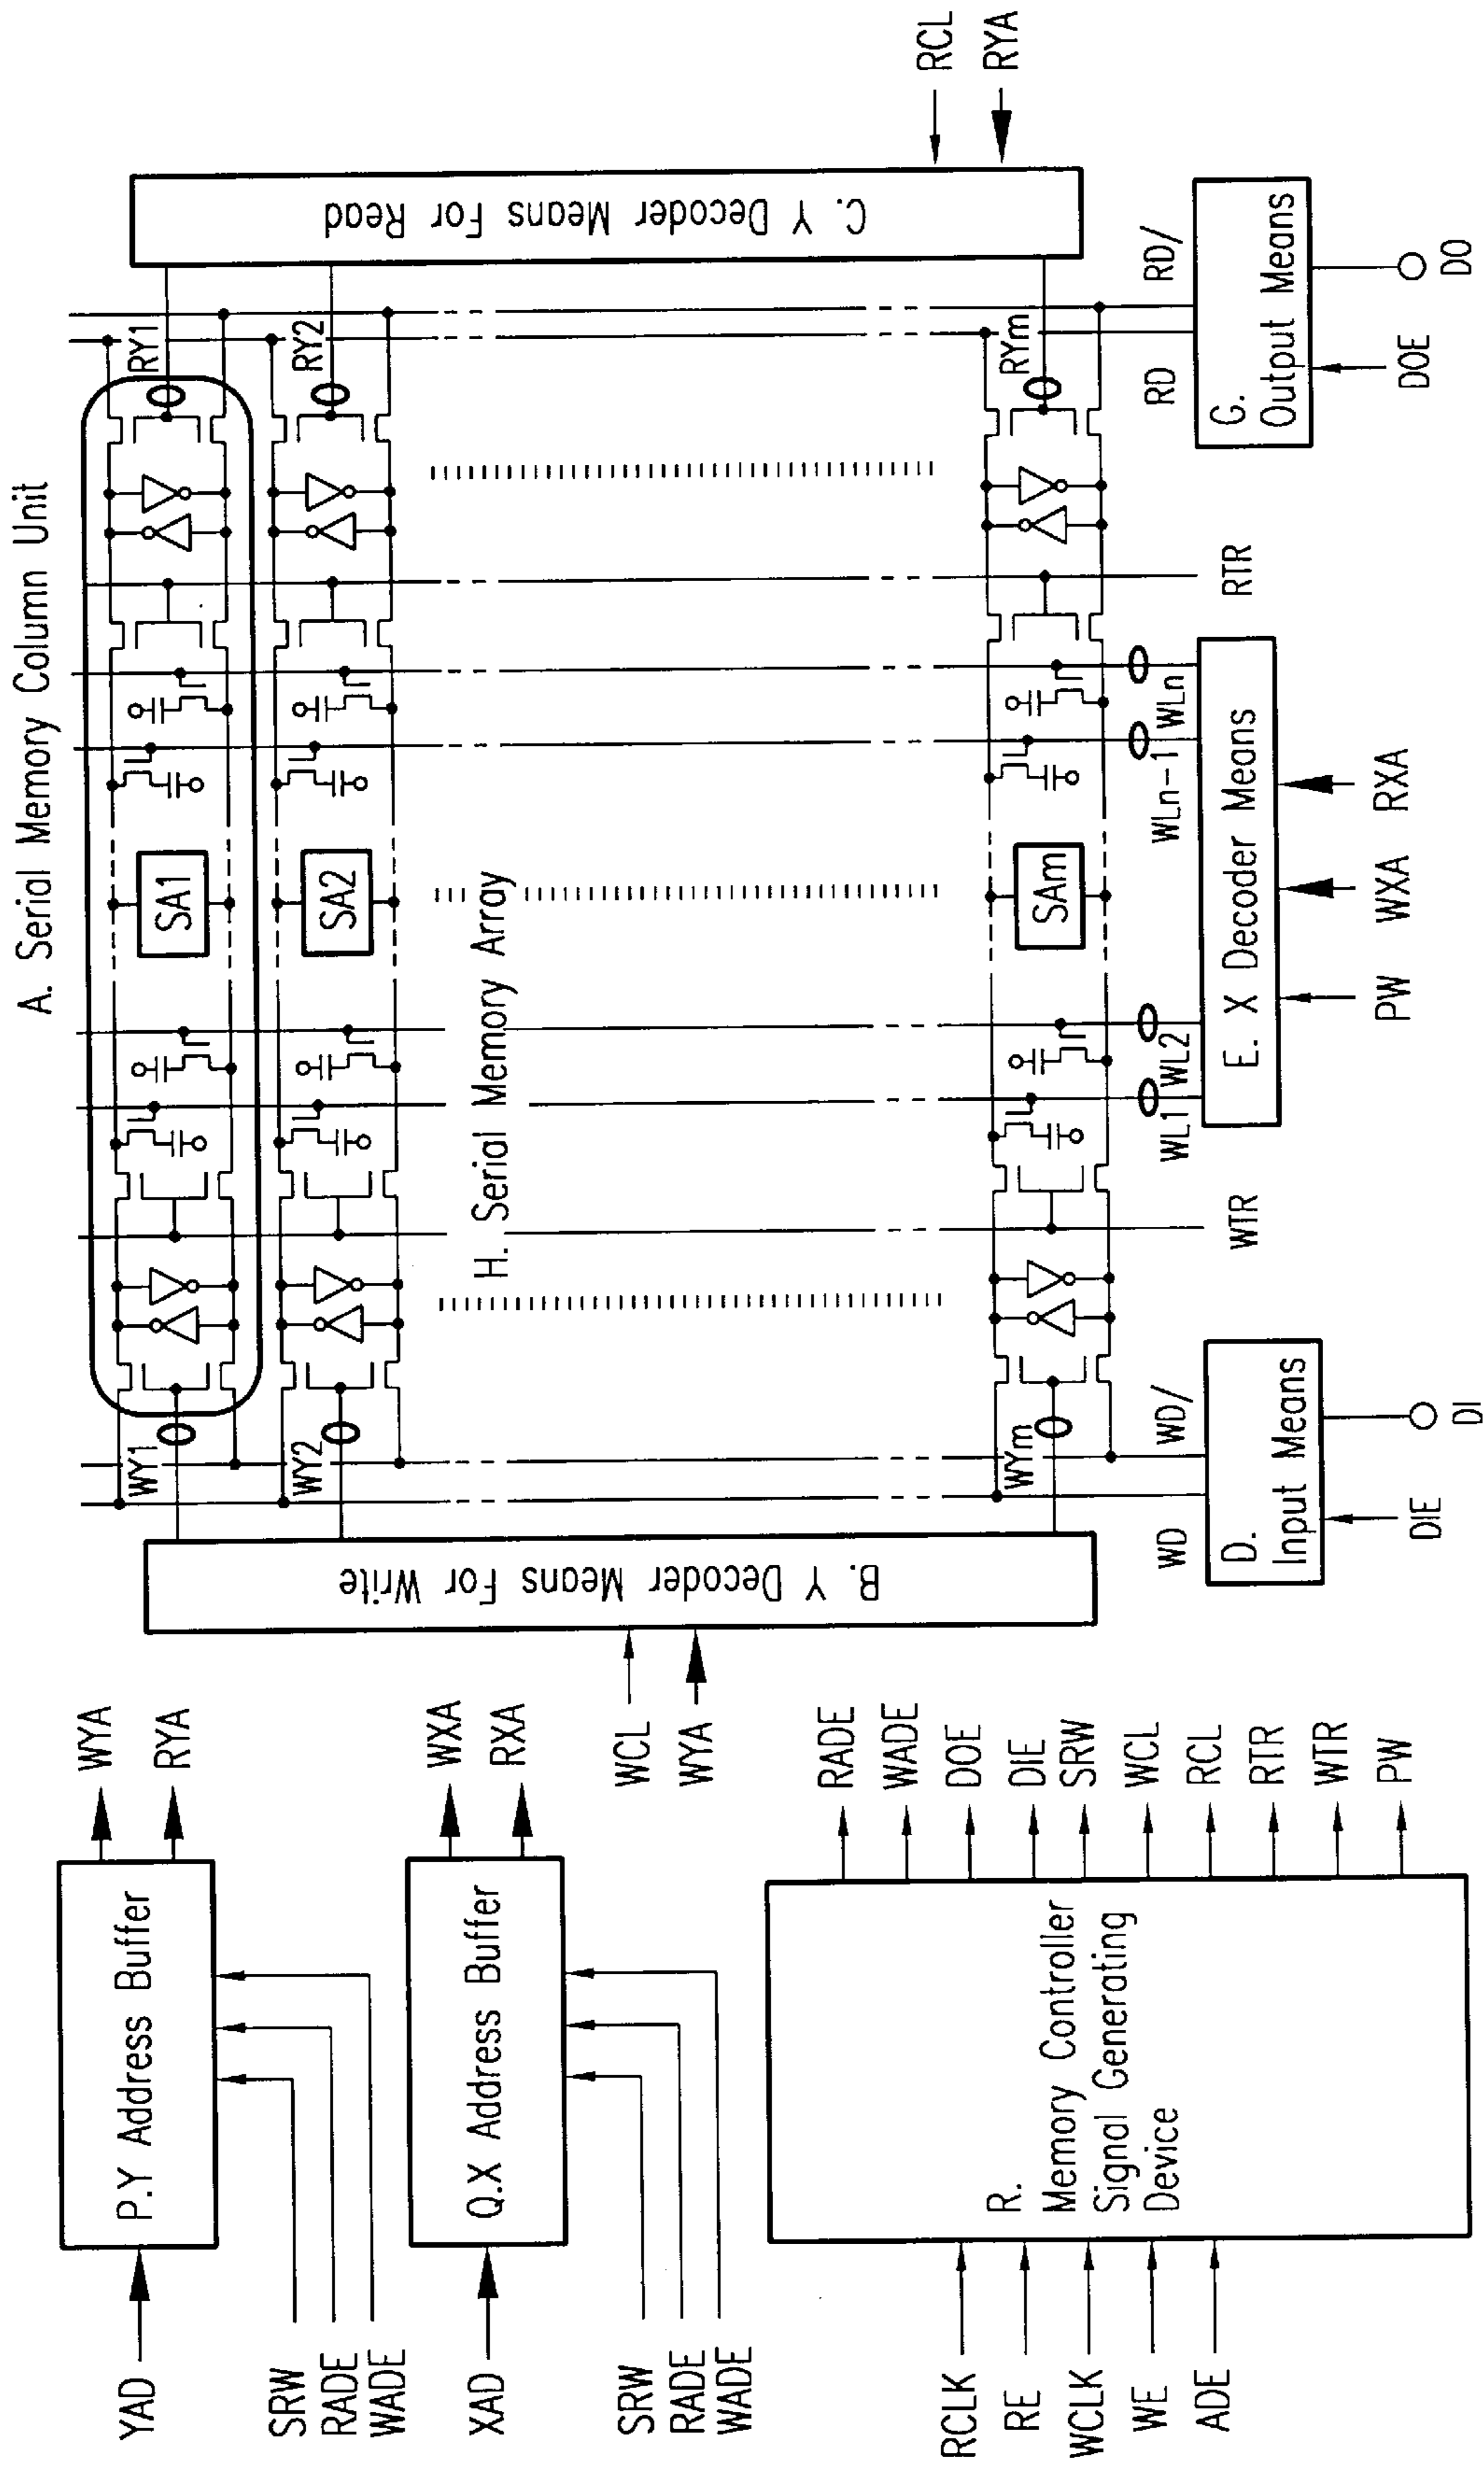 A. Serial Memory Column Unit
P.Y Address Buffer
YAD
SRW
RADE
WADE
WYA
RYA
Q.X Address Buffer
XAD
SRW
RADE
WADE
WXA
RXA
R.
Memory Controller
Signal Generating
Device
RCLK
RE
WCLK
WE
ADE
RADE
WADE
DOE
DIE
SRW
WCL
RCL
RTR
WTR
PW
B. Y Decoder Means For Write
WCL
WYA
WY1
WY2
WYm
WD
WD/
D.
Input Means
DIE
DI
WTR
H. Serial Memory Array
SA1
SA2
SAm
WL1
WL2
WLn-1
WLn
E. X Decoder Means
PW
WXA
RXA
RTR
RY1
RY2
RYm
RD
RD/
G.
Output Means
DOE
DO
C. Y Decoder Means For Read
RCL
RYA